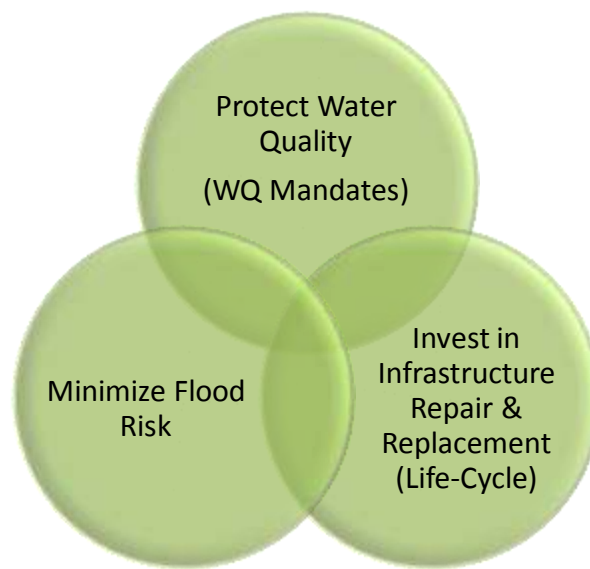 Protect Water
Quality
(WQ Mandates)
Minimize Flood
Risk
Invest in
Infrastructure
Repair &
Replacement
(Life-Cycle)